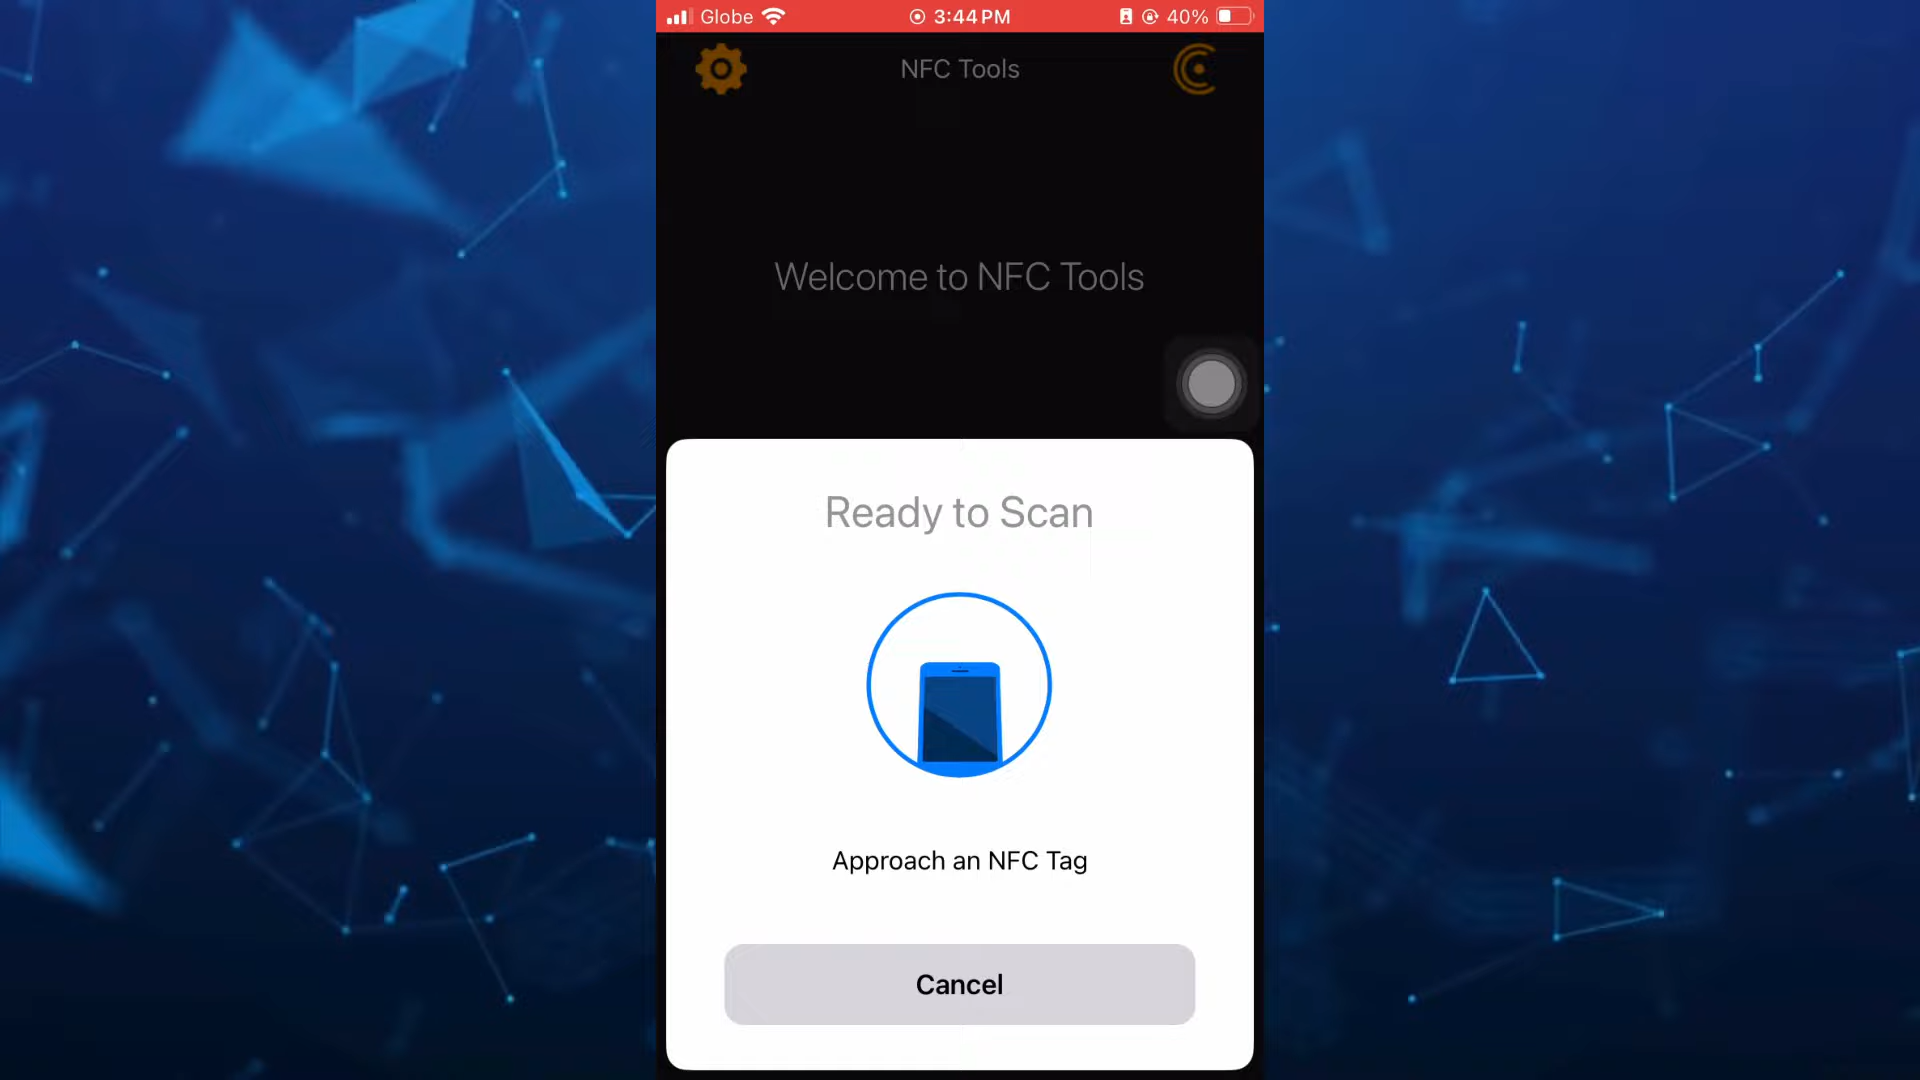 Globe 3:44 PM 40%
NFC Tools
Welcome to NFC Tools
Ready to Scan
Approach an NFC Tag
Cancel